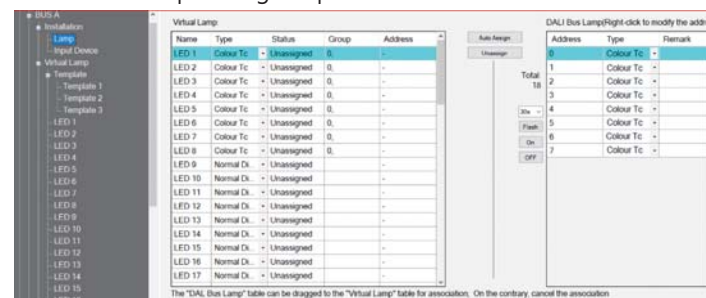 BUS A
Installation
Lamp
Input Device
Virtual Lamp
Template
Template 1
Template 2
Template 3
LED 1
LED 2
LED 3
LED 4
LED 5
LED 6
LED 7
LED 8
LED 9
LED 10
LED 11
LED 12
LED 13
LED 14
LED 15
Virtual Lamp:
Name Type Status Group Address
LED 1 Colour Tc Unassigned 0, -
LED 2 Colour Tc Unassigned 0, -
LED 3 Colour Tc Unassigned 0, -
LED 4 Colour Tc Unassigned 0, -
LED 5 Colour Tc Unassigned 0, -
LED 6 Colour Tc Unassigned 0, -
LED 7 Colour Tc Unassigned 0, -
LED 8 Colour Tc Unassigned 0, -
LED 9 Normal Di... Unassigned -
LED 10 Normal Di... Unassigned -
LED 11 Normal Di... Unassigned -
LED 12 Normal Di... Unassigned -
LED 13 Normal Di... Unassigned -
LED 14 Normal Di... Unassigned -
LED 15 Normal Di... Unassigned -
LED 16 Normal Di... Unassigned -
LED 17 Normal Di... Unassigned -
Auto Assign
Unassign
Total
18
30s
Flash
On
OFF
DALI Bus Lamp(Right-click to modify the addre
Address Type Remark
0 Colour Tc
1 Colour Tc
2 Colour Tc
3 Colour Tc
4 Colour Tc
5 Colour Tc
6 Colour Tc
7 Colour Tc
The "DAL Bus Lamp" table can be dragged to the "Virtual Lamp" table for association, On the contrary, cancel the association